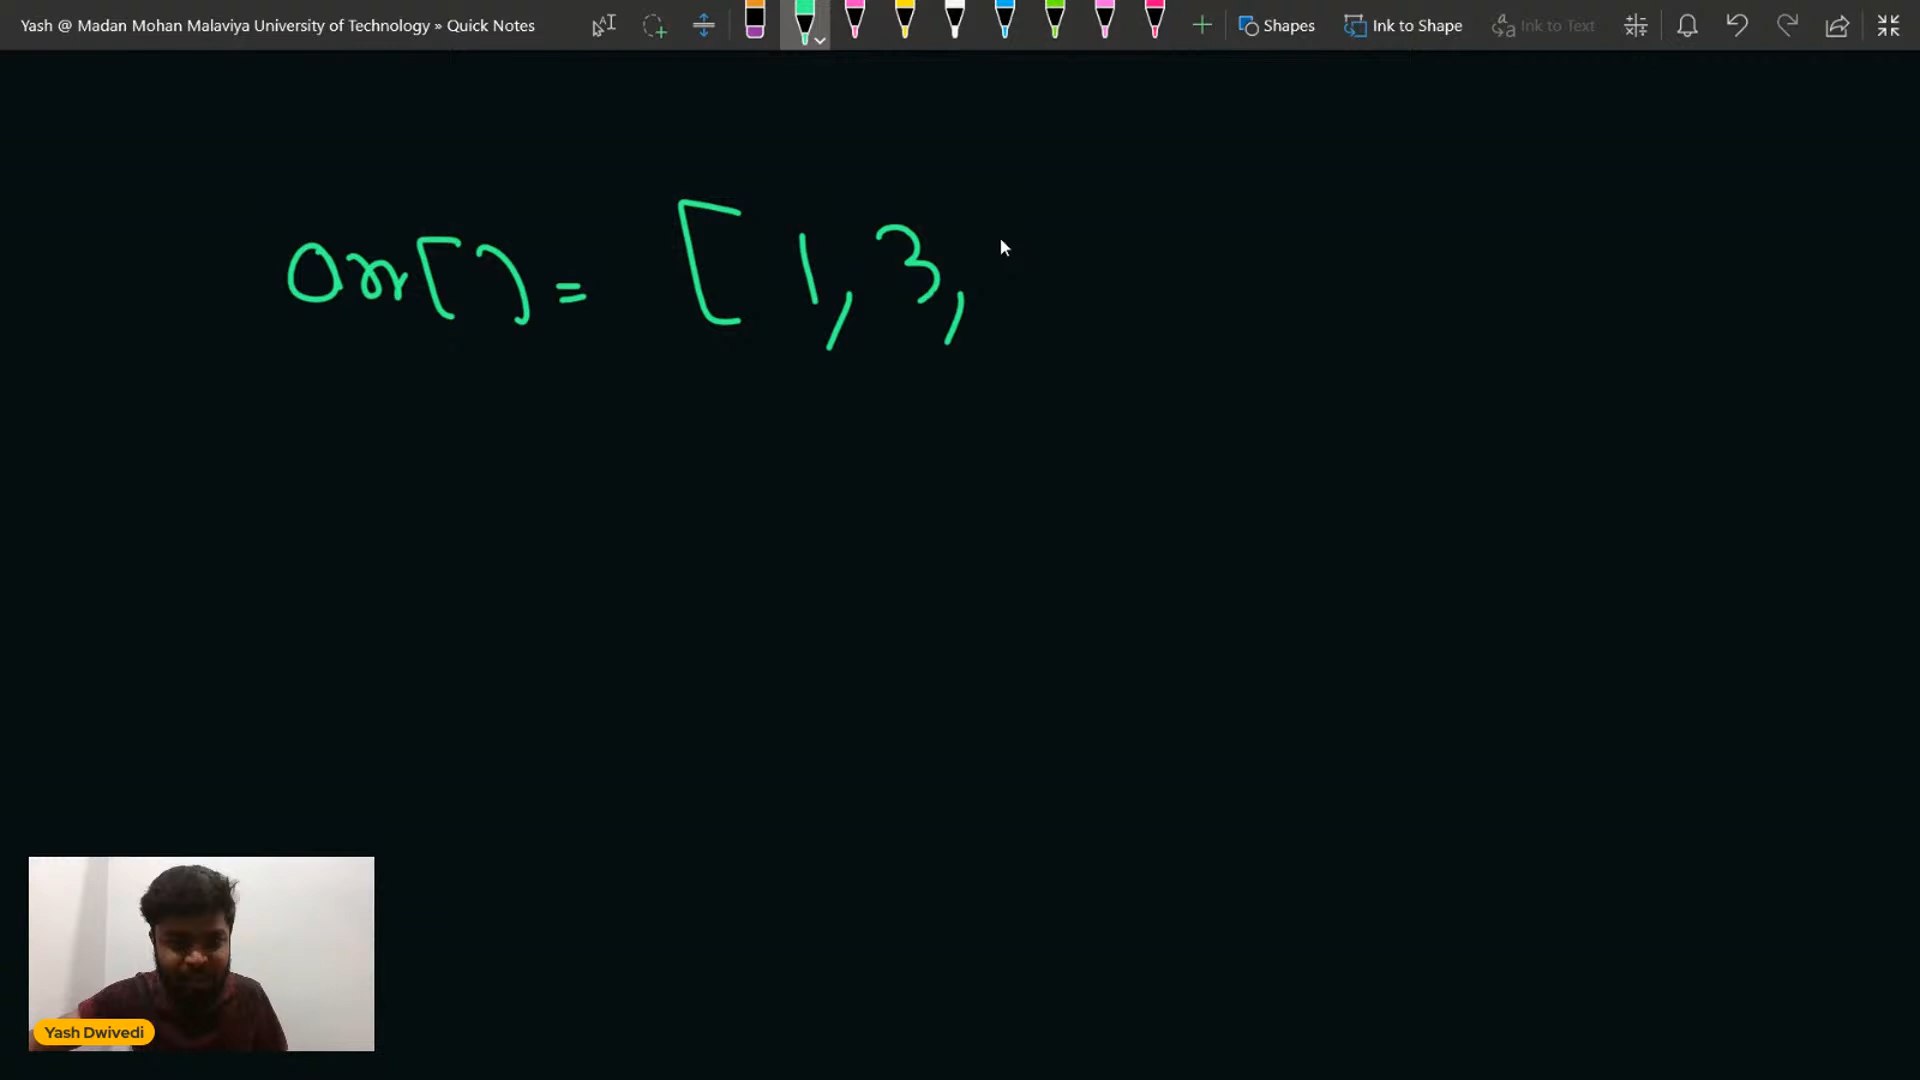 Yash @ Madan Mohan Malaviya University of Technology » Quick Notes
Shapes
Ink to Shape
Ink to Text
arr[] = [ 1, 3,
Yash Dwivedi